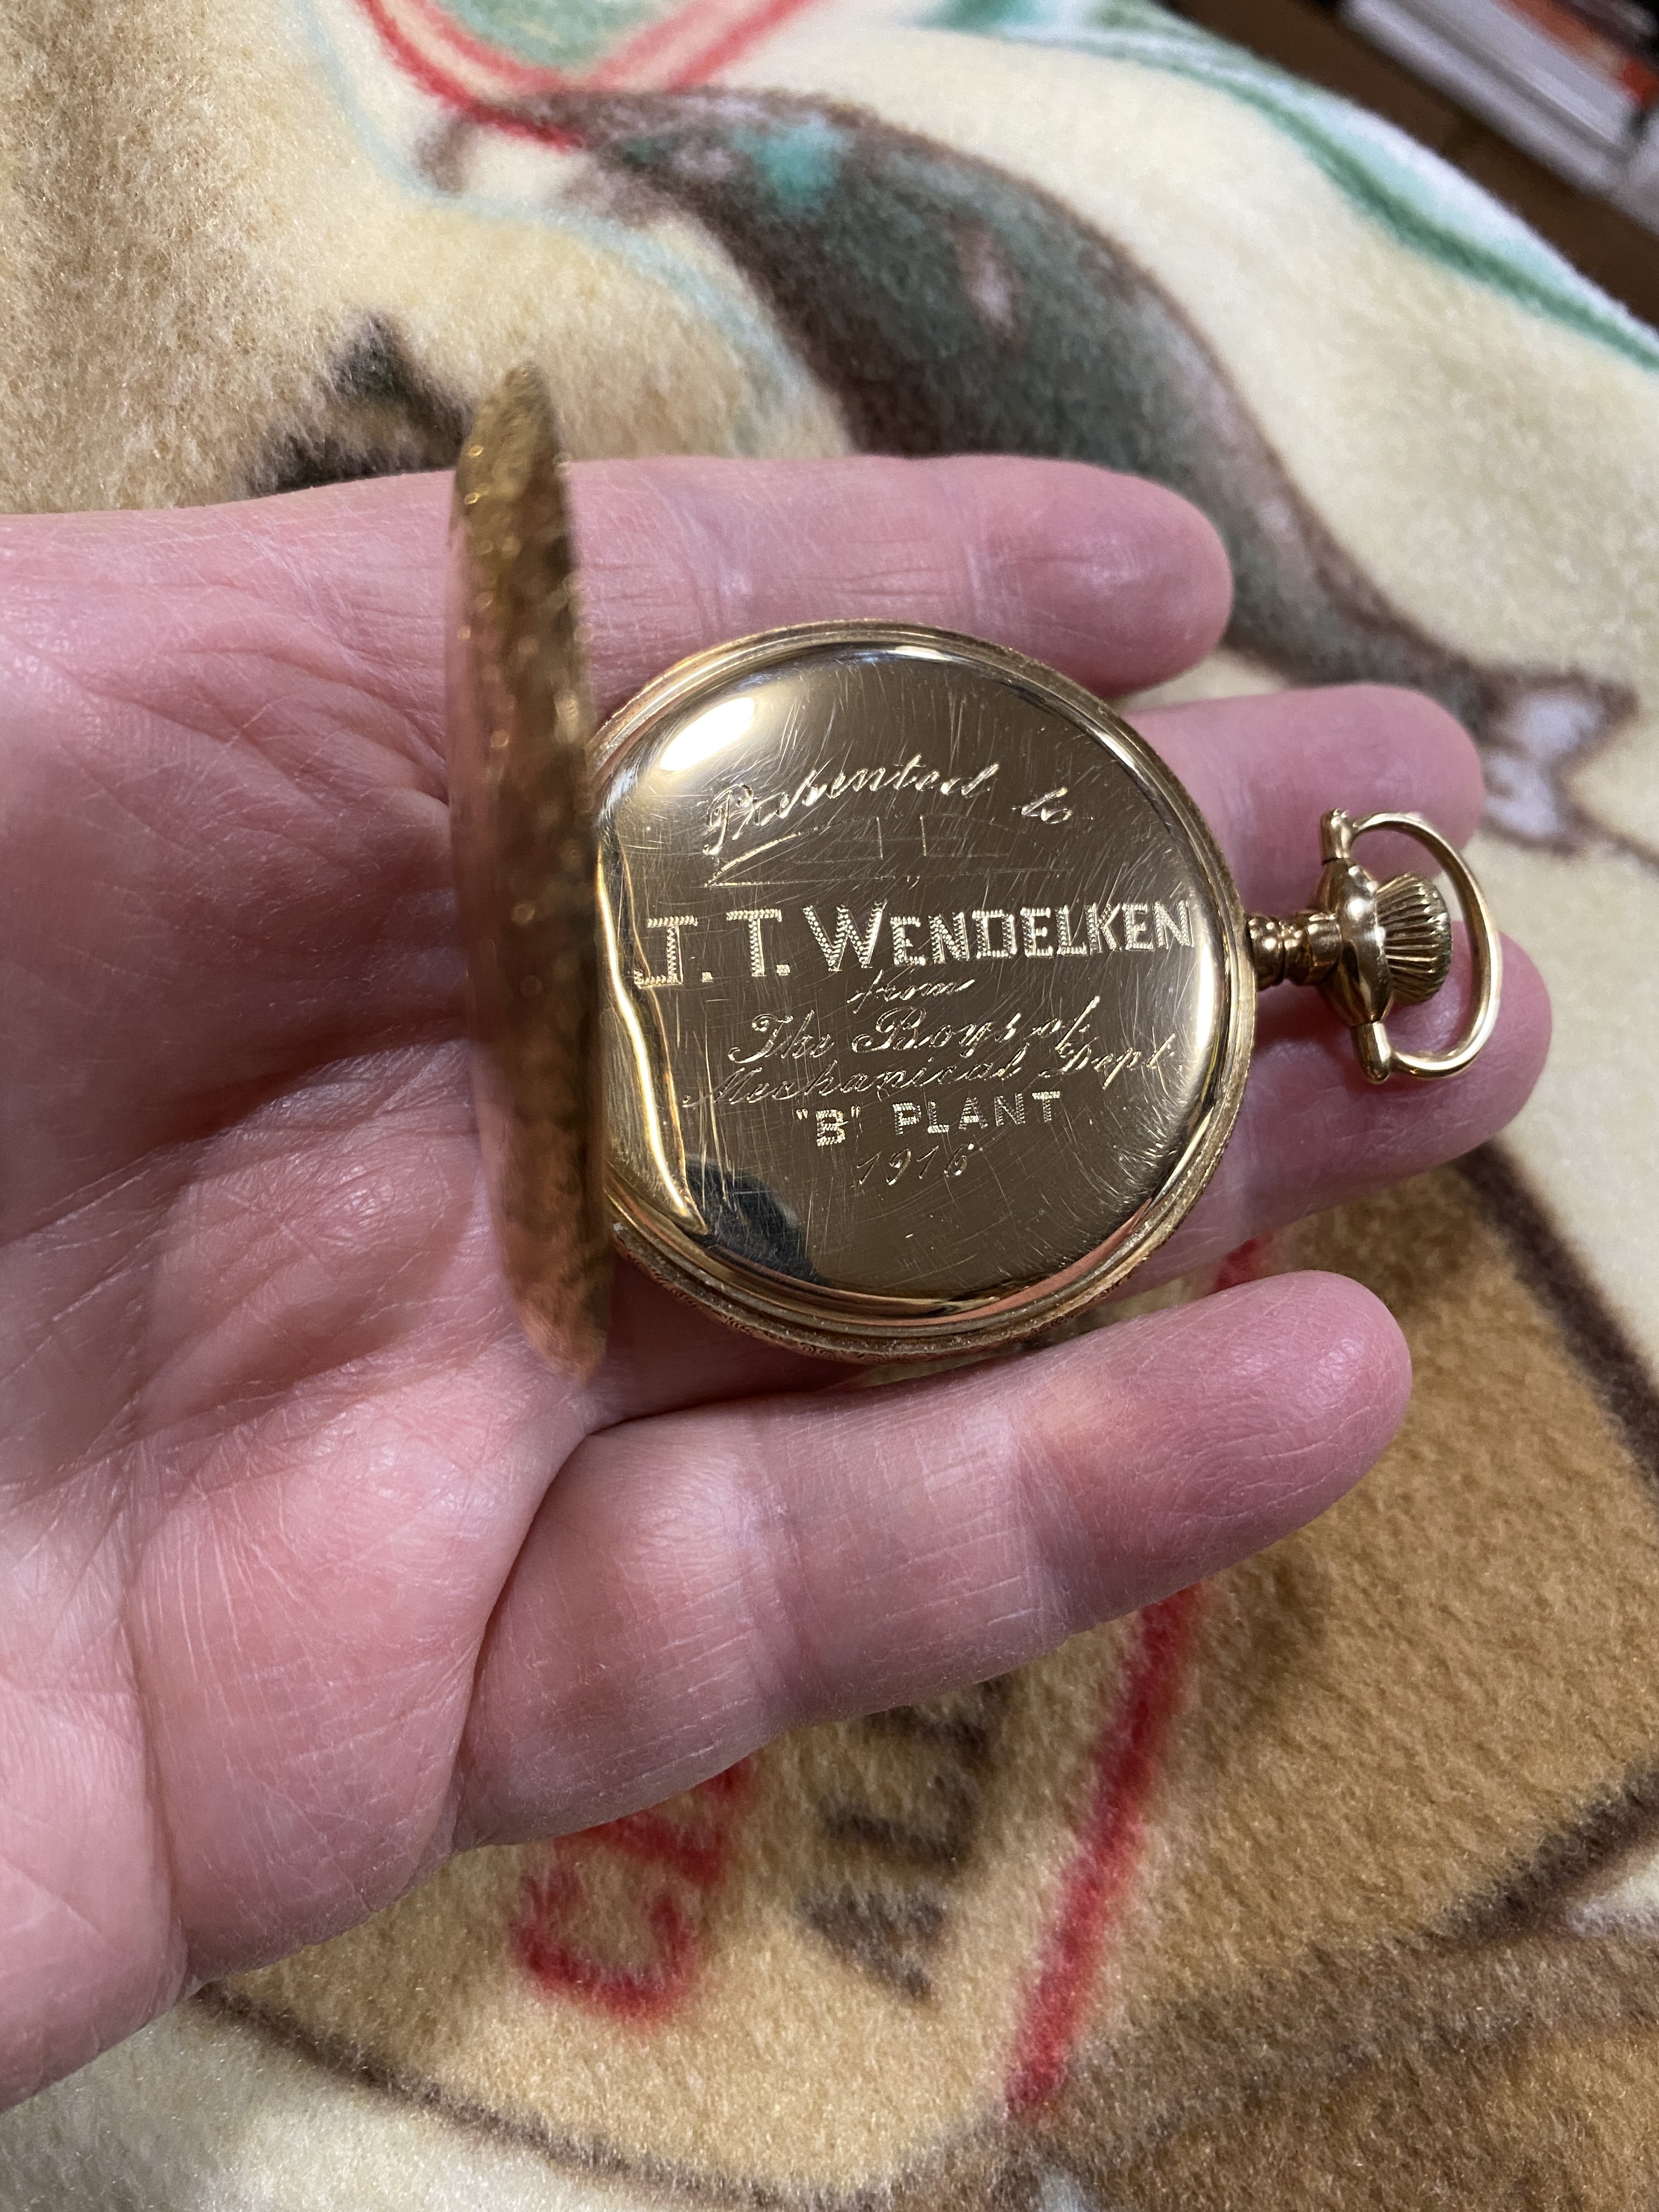 Presented to
J. T. WENDELKEN
from
The Boys of
Mechanical Dept.
"B" PLANT
1916